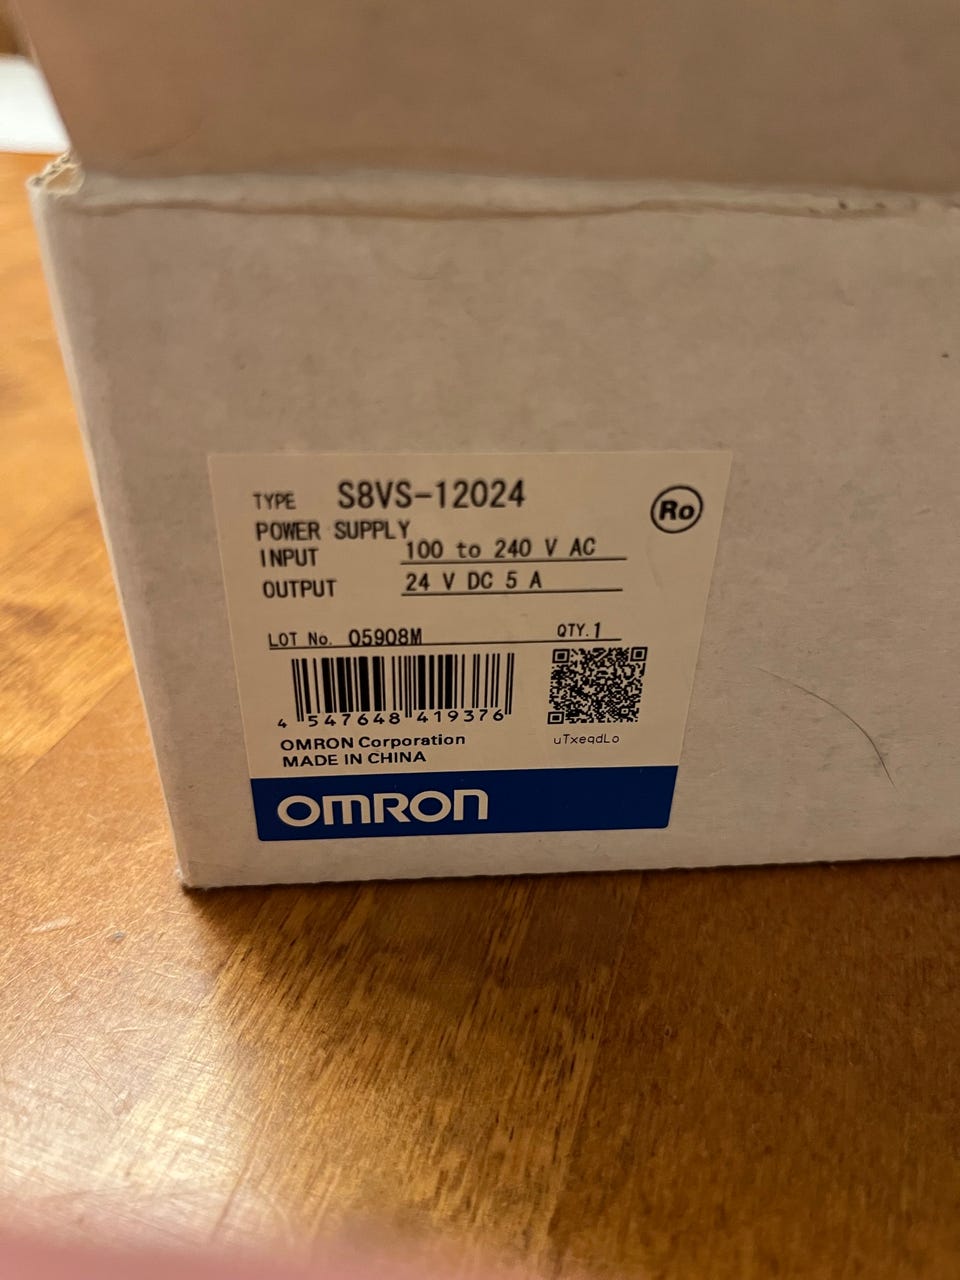 TYPE S8VS-12024
Ro
POWER SUPPLY
INPUT 100 to 240 V AC
OUTPUT 24 V DC 5 A
LOT No. 05908M QTY. 1
4 547648 419376
uTxeqdLo
OMRON Corporation
MADE IN CHINA
OMRON